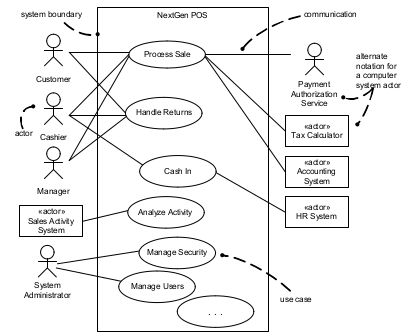 system boundary
NextGen POS
communication
Process Sale
Customer
alternate
notation for
a computer
system actor
Payment
Authorization
Service
Handle Returns
actor
Cashier
«actor»
Tax Calculator
Cash In
«actor»
Accounting
System
Manager
«actor»
HR System
«actor»
Sales Activity
System
Analyze Activity
Manage Security
System
Administrator
Manage Users
use case
. . .